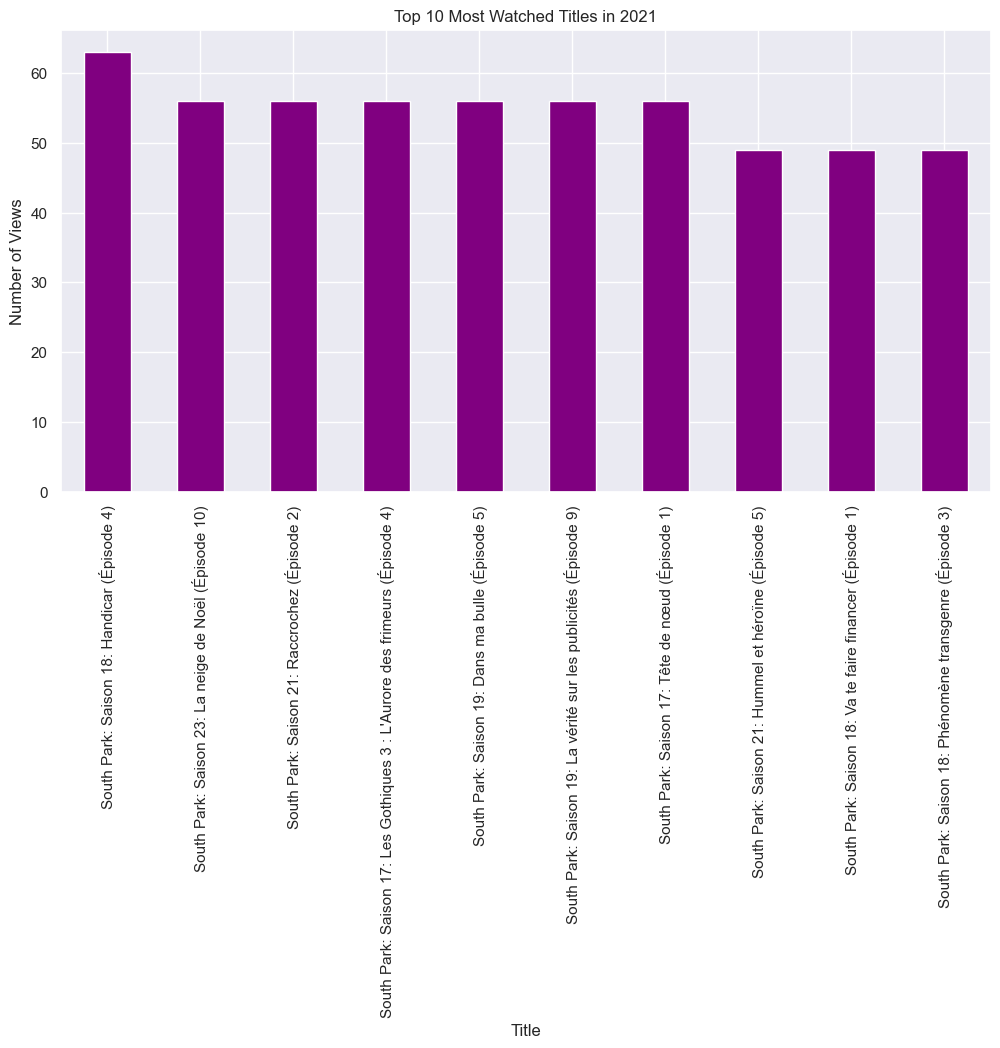 Top 10 Most Watched Titles in 2021
Number of Views
60
50
40
30
20
10
0
South Park: Saison 18: Handicar (Épisode 4)
South Park: Saison 23: La neige de Noël (Épisode 10)
South Park: Saison 21: Raccrochez (Épisode 2)
South Park: Saison 17: Les Gothiques 3 : L'Aurore des frimeurs (Épisode 4)
South Park: Saison 19: Dans ma bulle (Épisode 5)
South Park: Saison 19: La vérité sur les publicités (Épisode 9)
South Park: Saison 17: Tête de nœud (Épisode 1)
South Park: Saison 21: Hummel et héroïne (Épisode 5)
South Park: Saison 18: Va te faire financer (Épisode 1)
South Park: Saison 18: Phénomène transgenre (Épisode 3)
Title